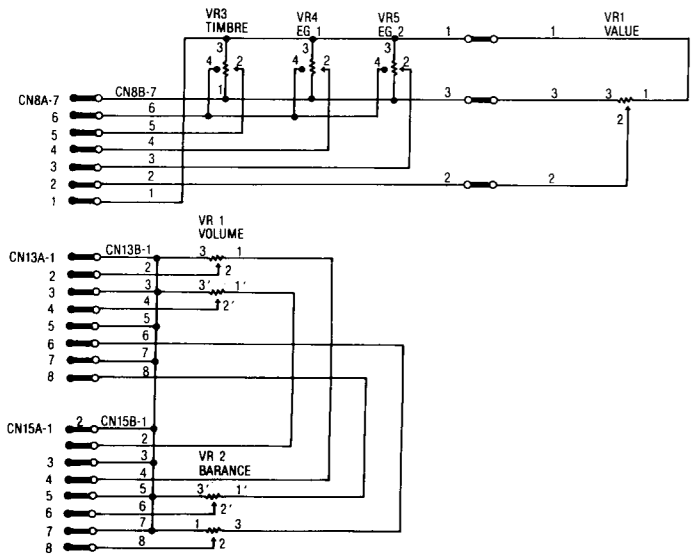 VR3 VR4 VR5 VR1
TIMBRE EG 1 EG 2 VALUE
3 3 3 1 1
4 2 4 2 4 2
CN8A-7 CN8B-7 1 3 3 3 1
6 6
5 5 2
4 4
3 3
2 2 2 2
1 1
VR 1
VOLUME
CN13A-1 CN13B-1 3 1
2 2 2
3 3 3' 1'
4 4 2'
5 5
6 6
7 7
8 8
CN15A-1 2 CN15B-1
2
3 3 VR 2
4 4 BARANCE
5 5 3' 1'
6 6 2'
7 7 1 3
8 8 2